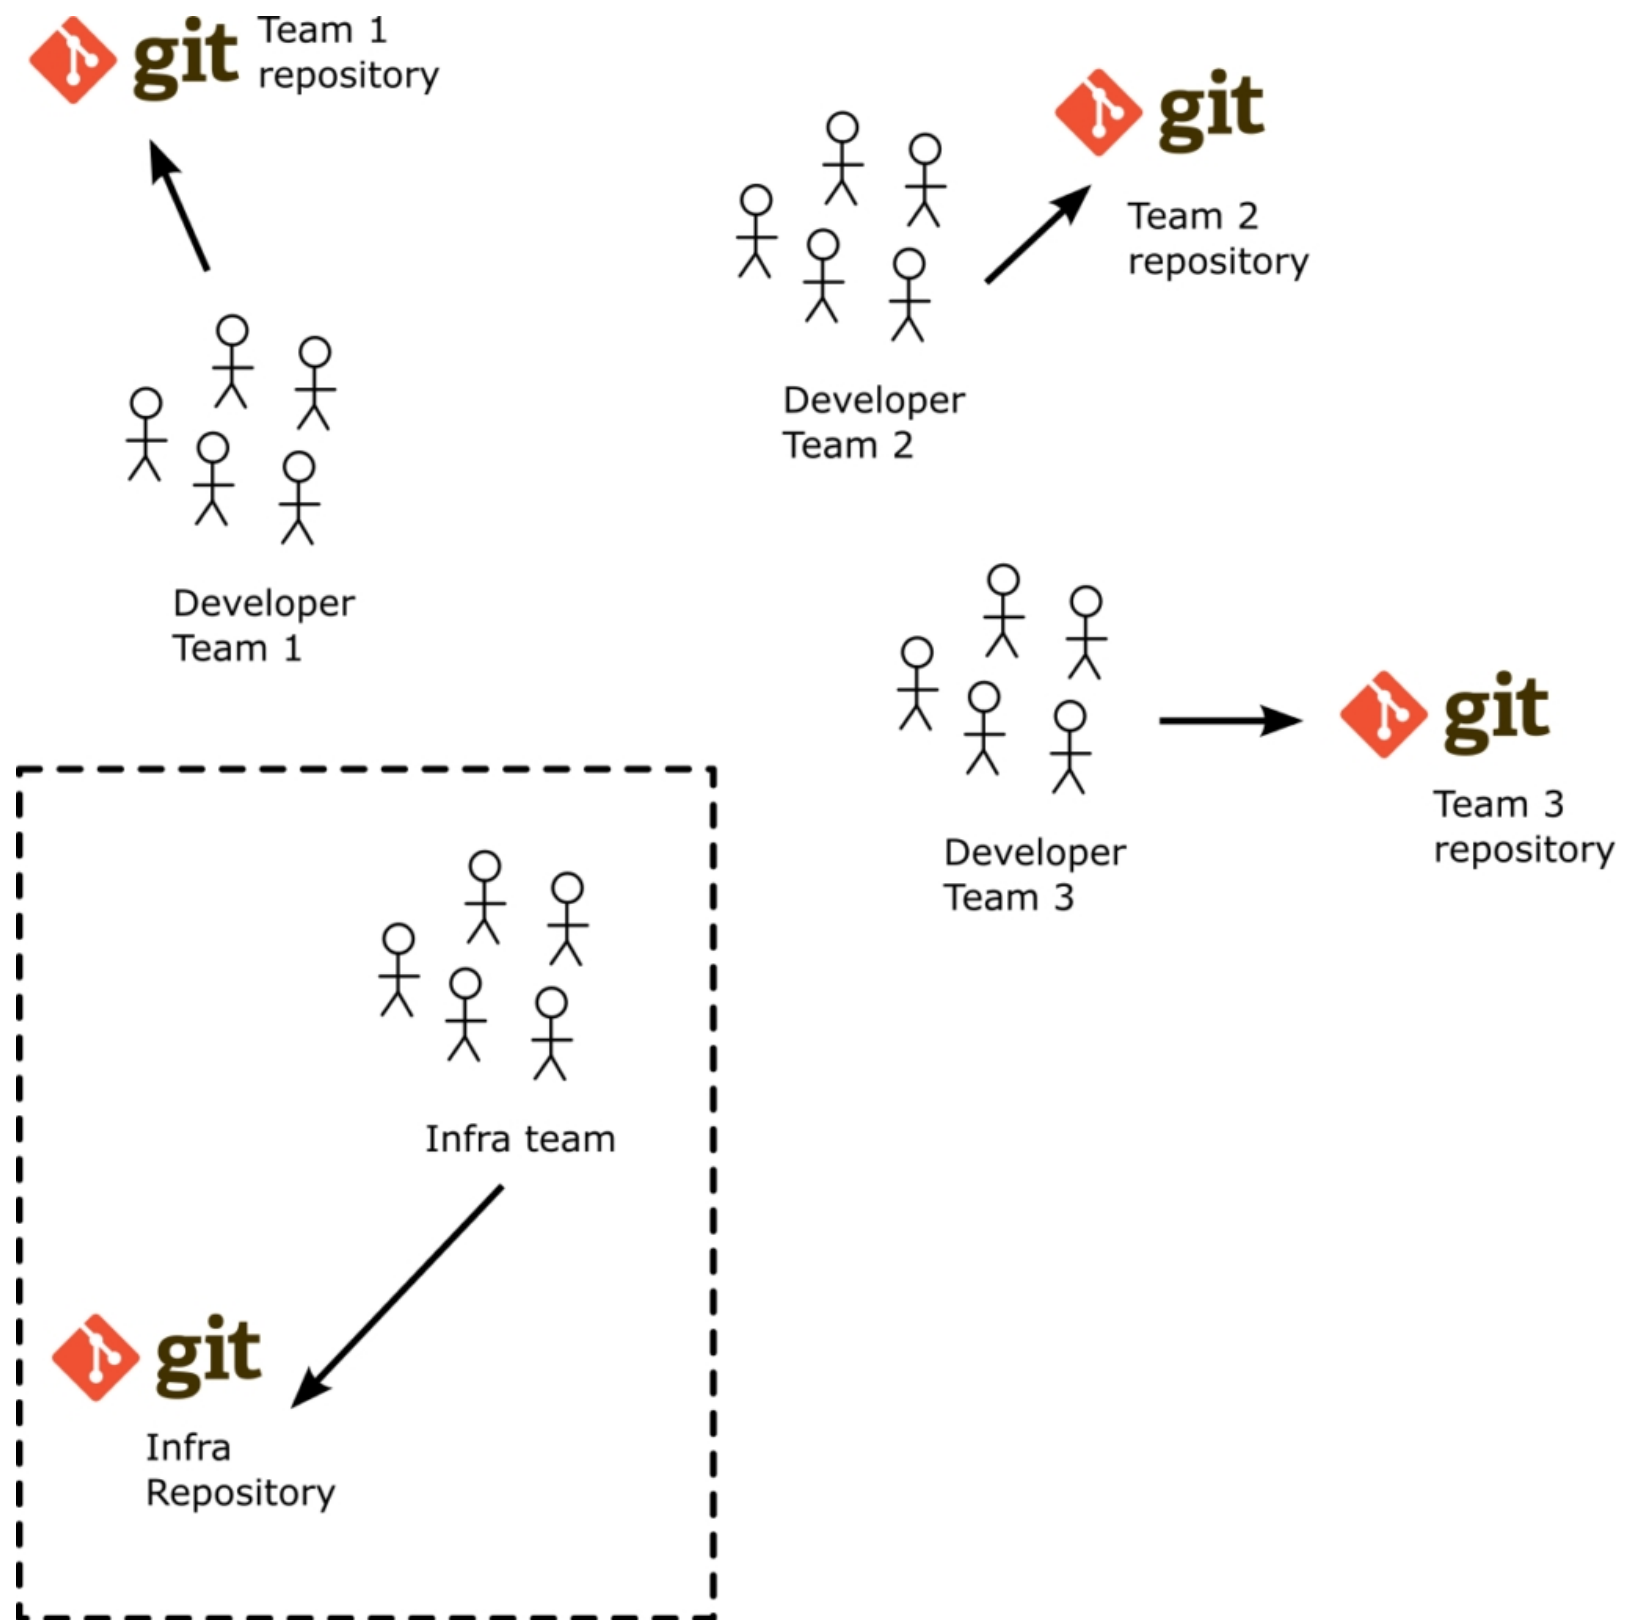 git
Team 1
repository
git
Team 2
repository
Developer
Team 2
Developer
Team 1
git
Team 3
repository
Developer
Team 3
Infra team
git
Infra
Repository